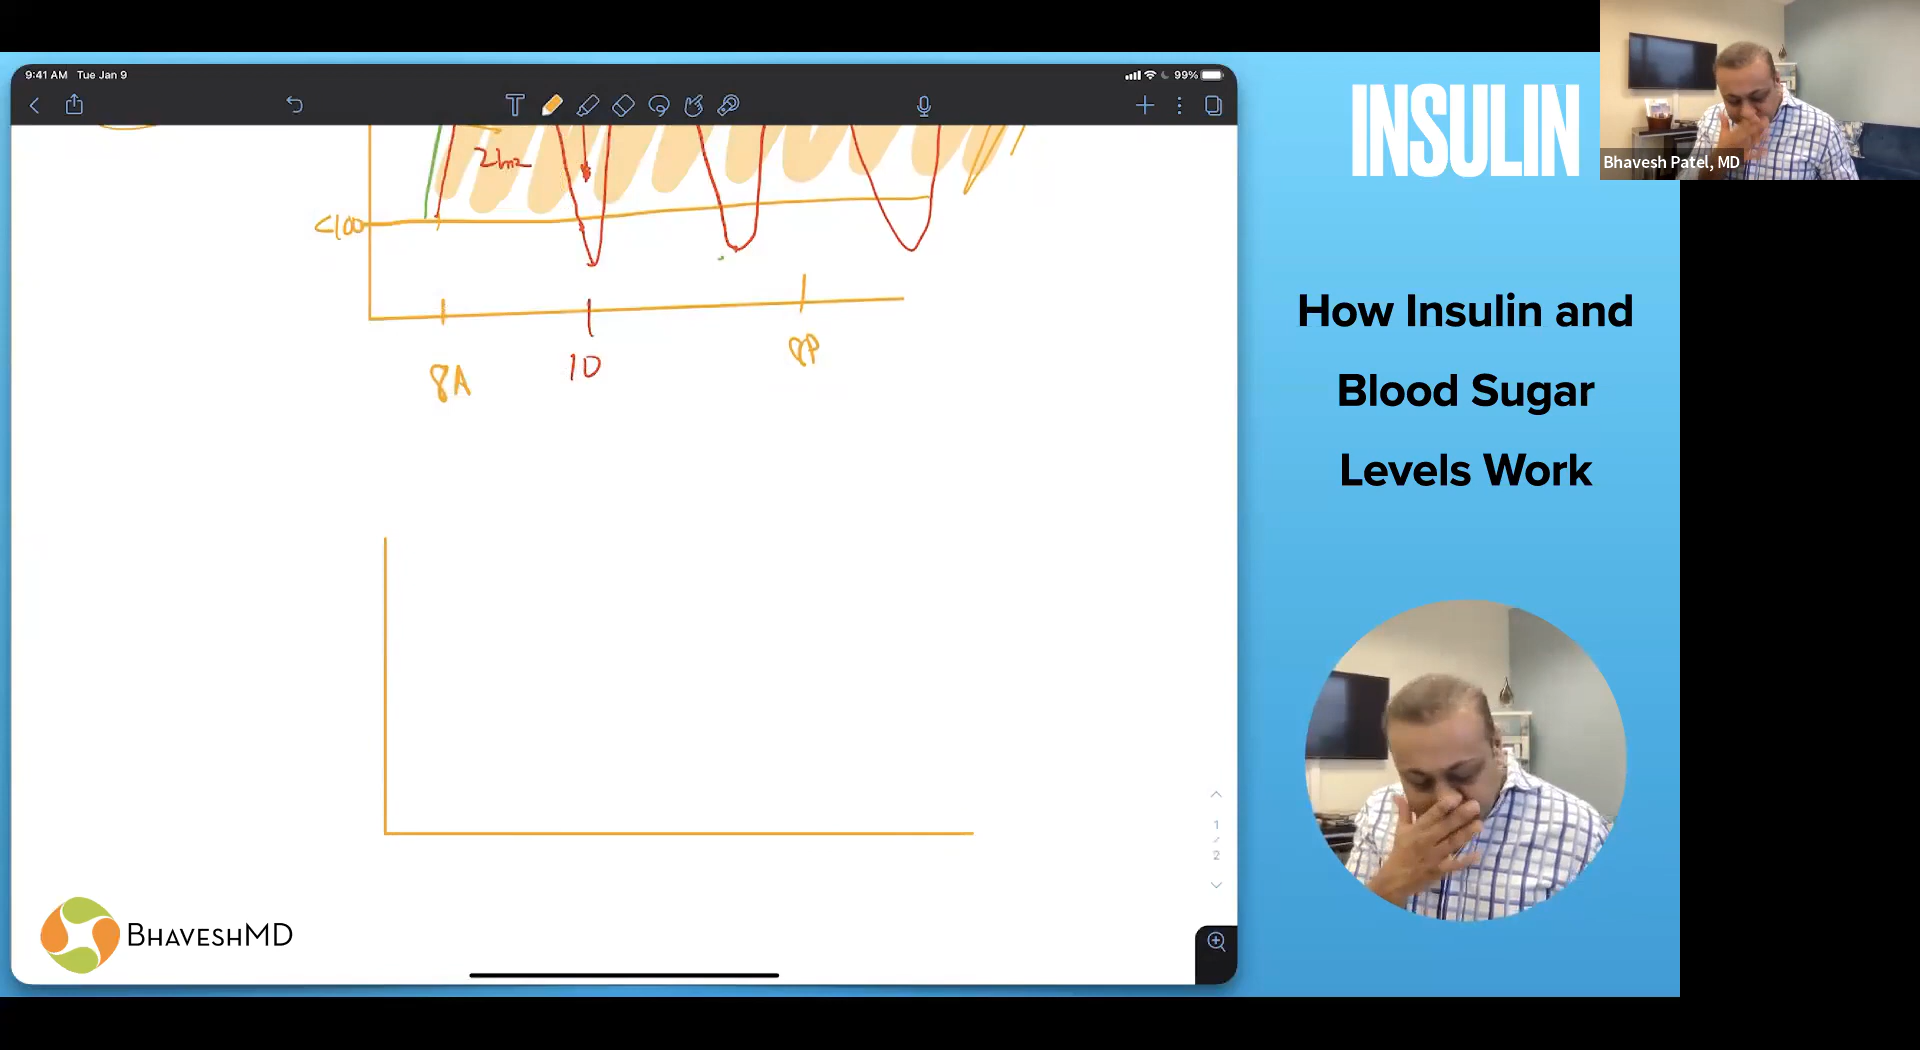 9:41 AM Tue Jan 9
99%
INSULIN
Bhavesh Patel, MD
How Insulin and
Blood Sugar
Levels Work
<100
8A
10
8P
1
2
BHAVESHMD